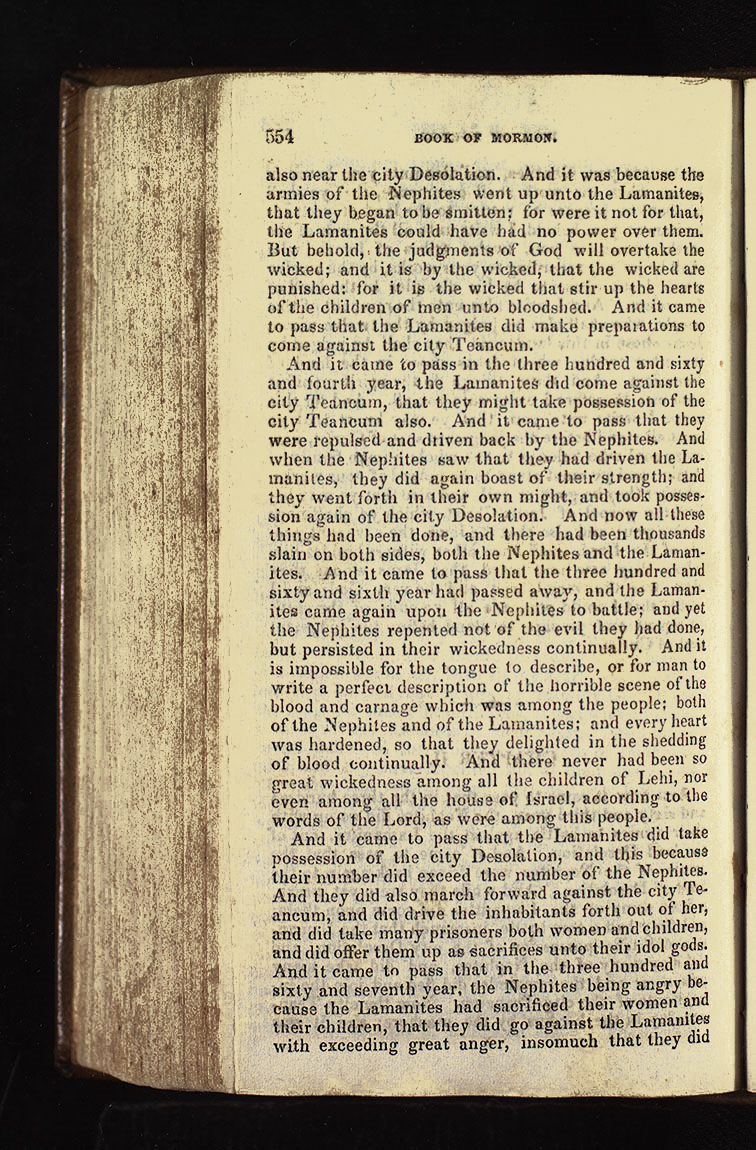 554 BOOK OF MORMON.
also near the city Desolation. And it was because the
armies of the Nephites went up unto the Lamanites,
that they began to be smitten; for were it not for that,
the Lamanites could have had no power over them.
But behold, the judgments of God will overtake the
wicked; and it is by the wicked, that the wicked are
punished: for it is the wicked that stir up the hearts
of the children of men unto bloodshed. And it came
to pass that the Lamanites did make preparations to
come against the city Teancum.
And it came to pass in the three hundred and sixty
and fourth year, the Lamanites did come against the
city Teancum, that they might take possession of the
city Teancum also. And it came to pass that they
were repulsed and driven back by the Nephites. And
when the Nephites saw that they had driven the La-
manites, they did again boast of their strength; and
they went forth in their own might, and took posses-
sion again of the city Desolation. And now all these
things had been done, and there had been thousands
slain on both sides, both the Nephites and the Laman-
ites. And it came to pass that the three hundred and
sixty and sixth year had passed away, and the Laman-
ites came again upon the Nephites to battle; and yet
the Nephites repented not of the evil they had done,
but persisted in their wickedness continually. And it
is impossible for the tongue to describe, or for man to
write a perfect description of the horrible scene of the
blood and carnage which was among the people; both
of the Nephites and of the Lamanites; and every heart
was hardened, so that they delighted in the shedding
of blood continually. And there never had been so
great wickedness among all the children of Lehi, nor
even among all the house of Israel, according to the
words of the Lord, as were among this people.
And it came to pass that the Lamanites did take
possession of the city Desolation, and this because
their number did exceed the number of the Nephites.
And they did also march forward against the city Te-
ancum, and did drive the inhabitants forth out of her,
and did take many prisoners both women and children,
and did offer them up as sacrifices unto their idol gods.
And it came to pass that in the three hundred and
sixty and seventh year, the Nephites being angry be-
cause the Lamanites had sacrificed their women and
their children, that they did go against the Lamanites
with exceeding great anger, insomuch that they did